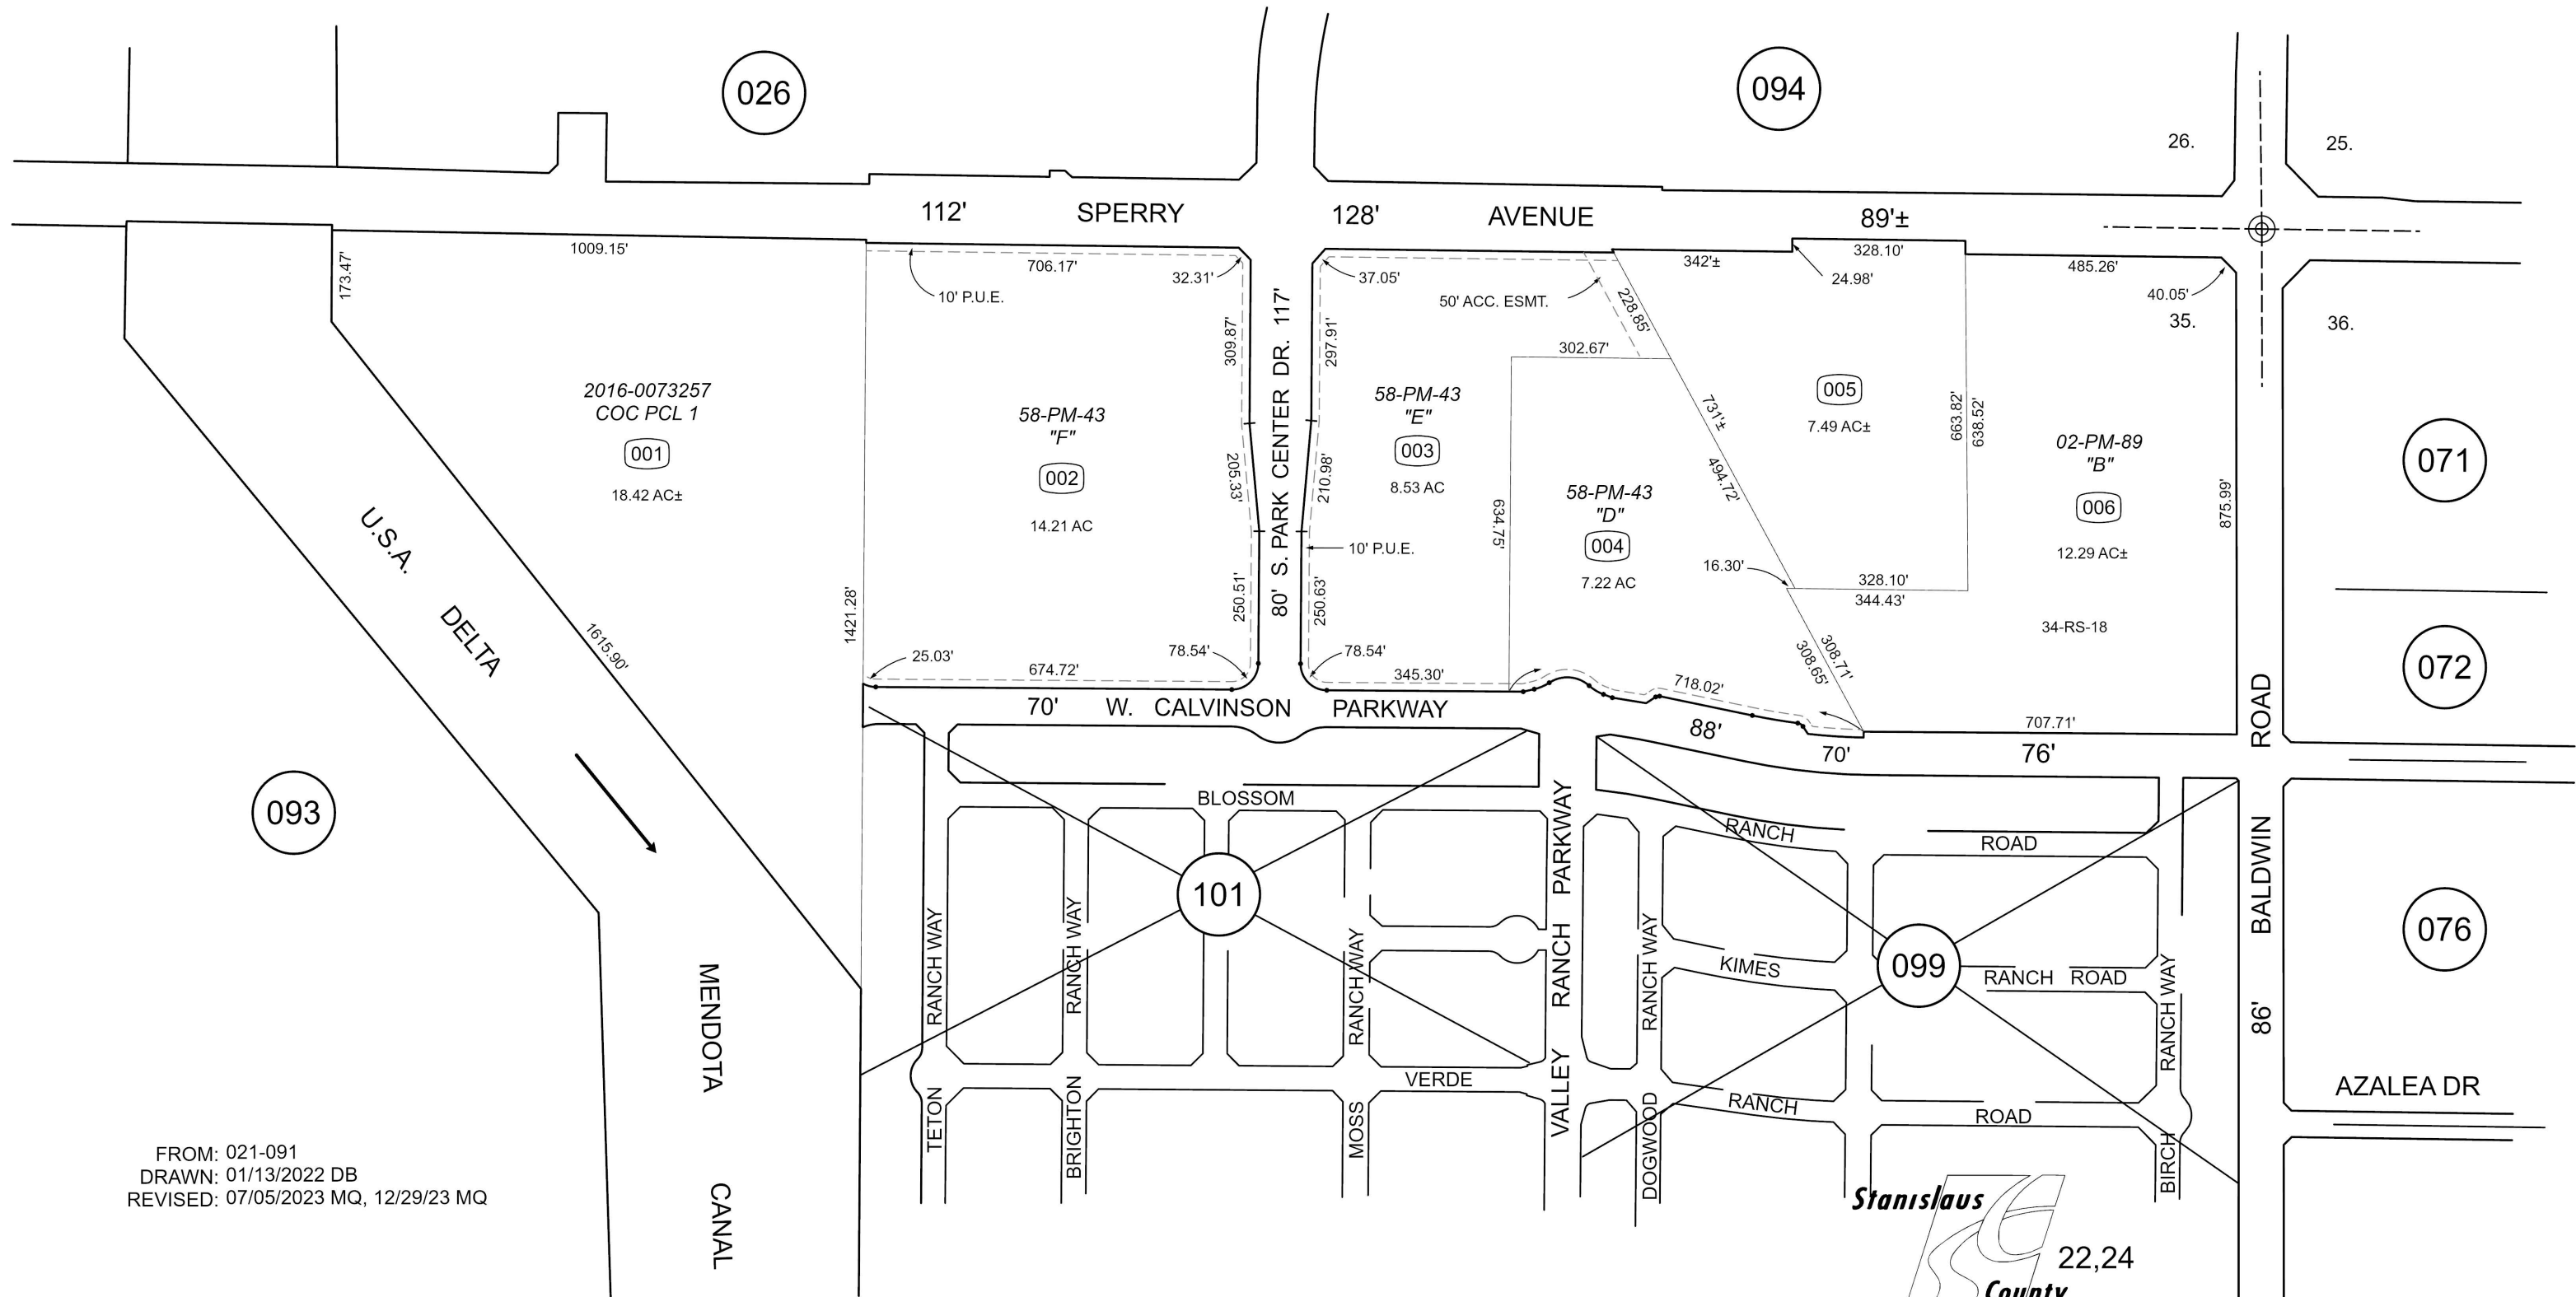 026
094
26.
25.
112'
SPERRY
128'
AVENUE
89'±
1009.15'
173.47'
706.17'
32.31'
10' P.U.E.
37.05'
50' ACC. ESMT.
342'±
328.10'
24.98'
485.26'
40.05'
35.
36.
228.85'
309.87'
80' S. PARK CENTER DR. 117'
297.91'
302.67'
2016-0073257
COC PCL 1
001
18.42 AC±
58-PM-43
"F"
002
14.21 AC
205.33'
210.98'
58-PM-43
"E"
003
8.53 AC
10' P.U.E.
634.75'
58-PM-43
"D"
004
7.22 AC
731'±
494.72'
16.30'
005
7.49 AC±
663.82'
638.52'
328.10'
344.43'
02-PM-89
"B"
006
12.29 AC±
34-RS-18
875.99'
071
072
U.S.A.
DELTA
MENDOTA
CANAL
1615.90'
1421.28'
25.03'
674.72'
78.54'
250.51'
250.63'
78.54'
345.30'
718.02'
308.71'
308.65'
707.71'
70'
W. CALVINSON
PARKWAY
88'
70'
76'
BALDWIN ROAD
86'
093
BLOSSOM
RANCH
ROAD
101
099
076
KIMES
RANCH ROAD
VERDE
RANCH
ROAD
TETON RANCH WAY
BRIGHTON RANCH WAY
MOSS RANCH WAY
VALLEY RANCH PARKWAY
DOGWOOD RANCH WAY
BIRCH RANCH WAY
AZALEA DR
FROM: 021-091
DRAWN: 01/13/2022 DB
REVISED: 07/05/2023 MQ, 12/29/23 MQ
Stanislaus
County
22,24